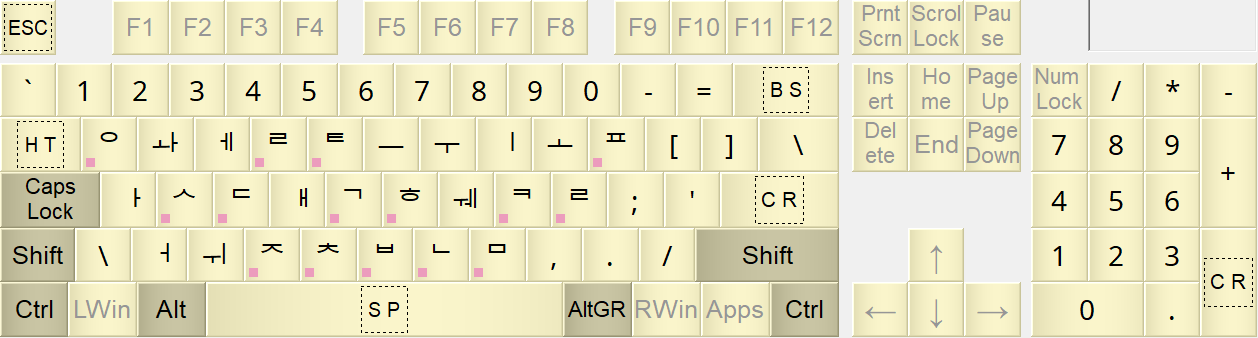 ESC F1 F2 F3 F4 F5 F6 F7 F8 F9 F10 F11 F12 Prnt Scrn Scrol Lock Pau se
` 1 2 3 4 5 6 7 8 9 0 - = BS Ins ert Ho me Page Up Num Lock / * -
HT ㅇ ㅘ ㅔ ㄹ ㅌ ㅡ ㅜ ㅣ ㅗ ㅍ [ ] \ Del ete End Page Down 7 8 9 +
Caps Lock ㅏ ㅅ ㄷ ㅐ ㄱ ㅎ ㅞ ㅋ ㄹ ; ' CR 4 5 6
Shift \ ㅓ ㅟ ㅈ ㅊ ㅂ ㄴ ㅁ , . / Shift ↑ 1 2 3 CR
Ctrl LWin Alt SP AltGR RWin Apps Ctrl ← ↓ → 0 .